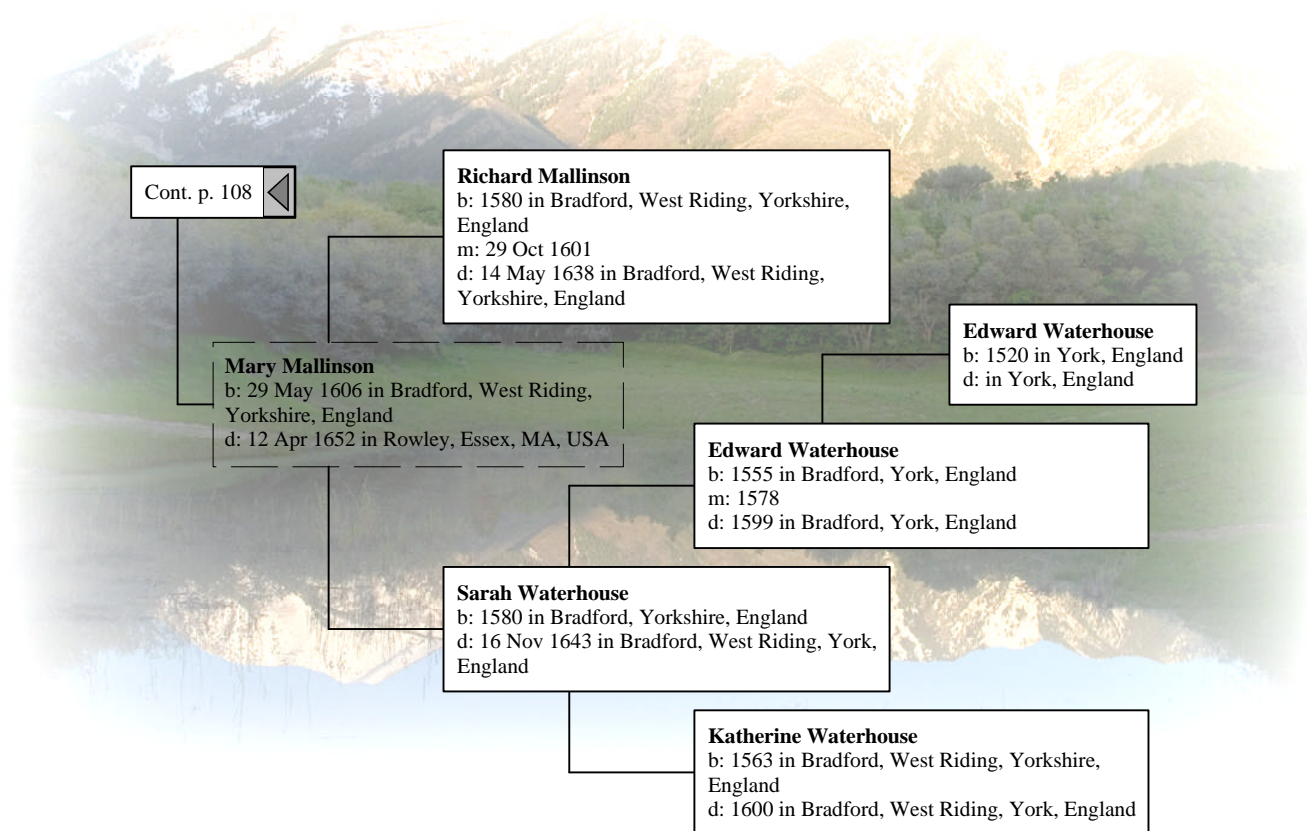 Cont. p. 108
Richard Mallinson
b: 1580 in Bradford, West Riding, Yorkshire,
England
m: 29 Oct 1601
d: 14 May 1638 in Bradford, West Riding,
Yorkshire, England
Edward Waterhouse
b: 1520 in York, England
d: in York, England
Mary Mallinson
b: 29 May 1606 in Bradford, West Riding,
Yorkshire, England
d: 12 Apr 1652 in Rowley, Essex, MA, USA
Edward Waterhouse
b: 1555 in Bradford, York, England
m: 1578
d: 1599 in Bradford, York, England
Sarah Waterhouse
b: 1580 in Bradford, Yorkshire, England
d: 16 Nov 1643 in Bradford, West Riding, York,
England
Katherine Waterhouse
b: 1563 in Bradford, West Riding, Yorkshire,
England
d: 1600 in Bradford, West Riding, York, England